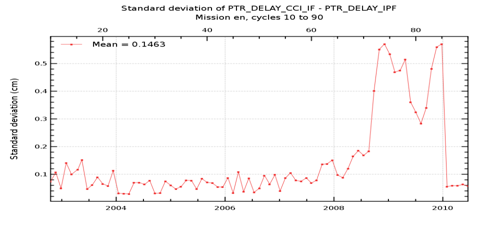 Standard deviation of PTR_DELAY_CCI_IF - PTR_DELAY_IPF
Mission en, cycles 10 to 90
20 40 60 80
Mean = 0.1463
Standard deviation (cm)
0.5
0.4
0.3
0.2
0.1
2004 2006 2008 2010